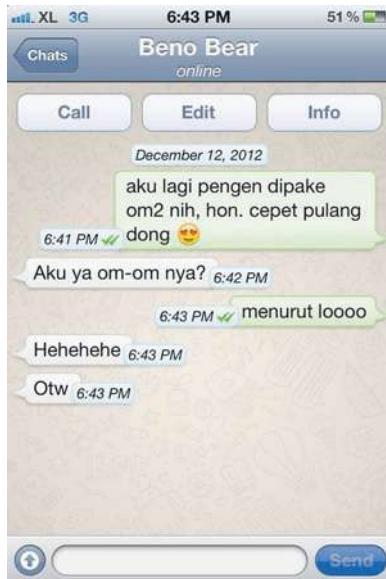 XL 3G 6:43 PM 51%
Chats Beno Bear
online
Call Edit Info
December 12, 2012
aku lagi pengen dipake
om2 nih, hon. cepet pulang
6:41 PM dong 😍
Aku ya om-om nya? 6:42 PM
6:43 PM menurut loooo
Hehehehe 6:43 PM
Otw 6:43 PM
Send